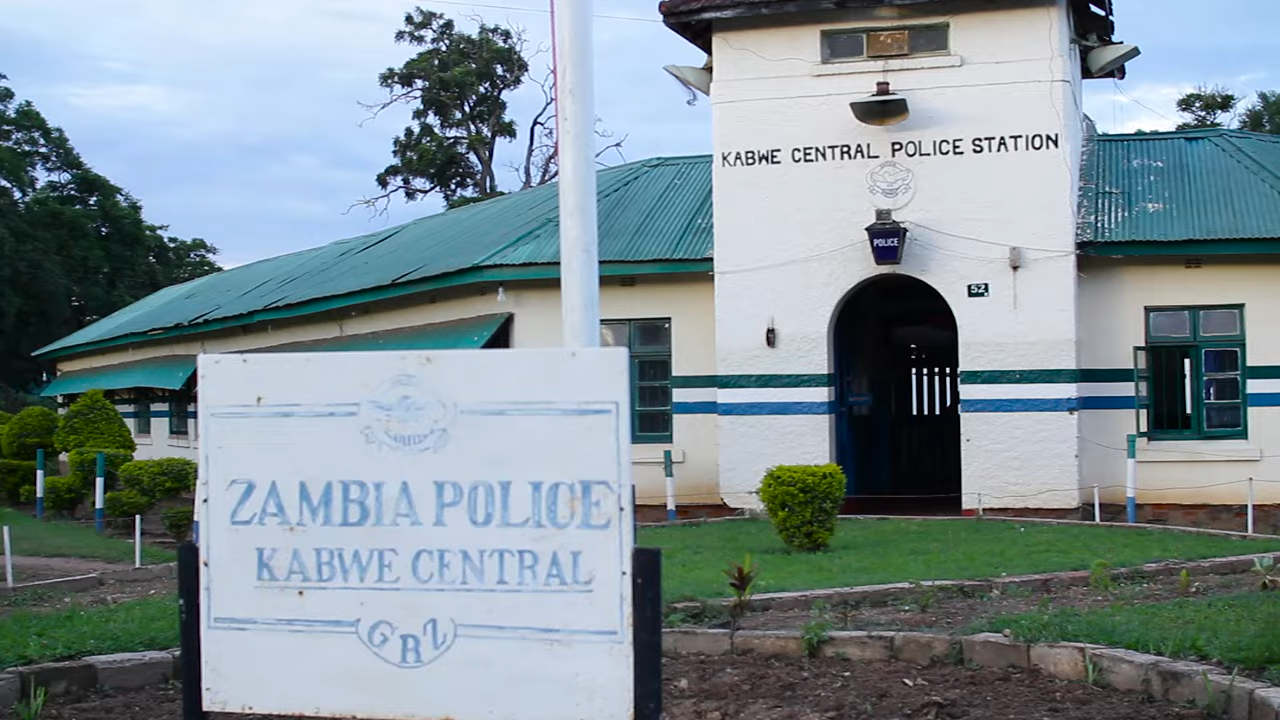 KABWE CENTRAL POLICE STATION
POLICE
52
ZAMBIA POLICE
KABWE CENTRAL
GRZ